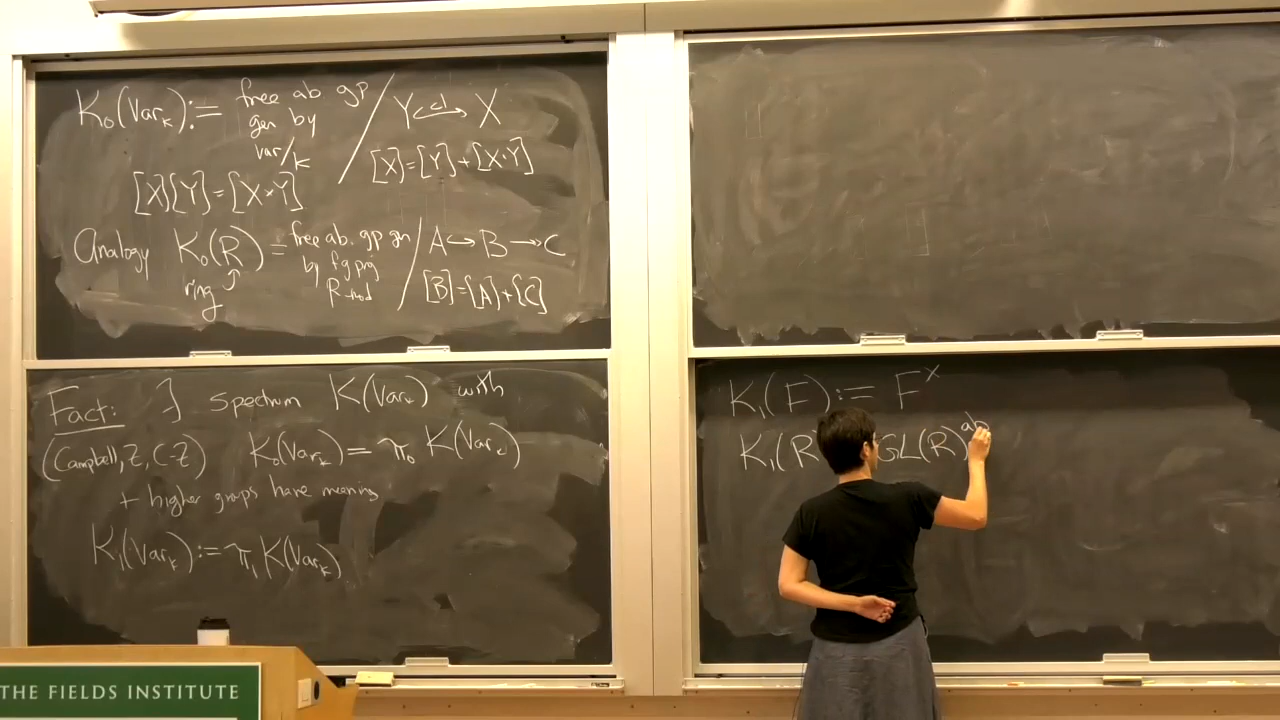 K₀(Var_k) := free ab gp gen by var/k / Y ↪^cl X
[X]=[Y]+[X∖Y]
[X][Y]=[X×Y]
Analogy K₀(R) = free ab. gp gen by fg proj R-mod / A ↪ B ↠ C
ring
[B]=[A]+[C]
Fact: ∃ spectrum K(Var_k) with
(Campbell, Z, C-Z) K₀(Var_k) = π₀ K(Var_k)
+ higher groups have meaning
K₁(Var_k) := π₁ K(Var_k)
K₁(F) := F^×
K₁(R) GL(R)^ab
THE FIELDS INSTITUTE